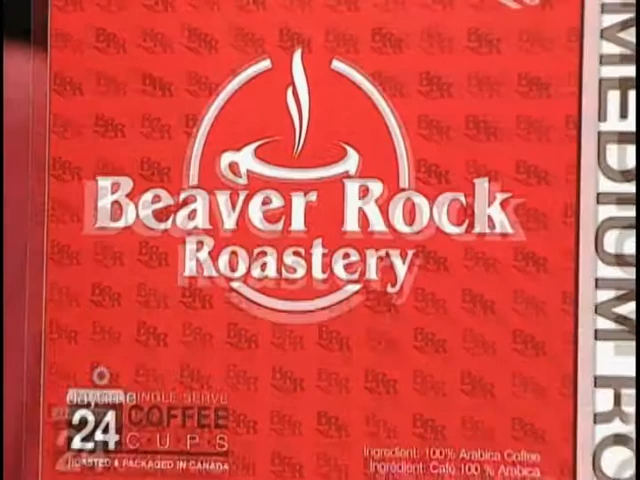 Beaver Rock
Roastery
SINGLE SERVE
24 COFFEE
CUPS
ROASTED & PACKAGED IN CANADA
Ingredient: 100% Arabica Coffee
Ingrédient: Café 100 % Arabica
MEDIUM RO